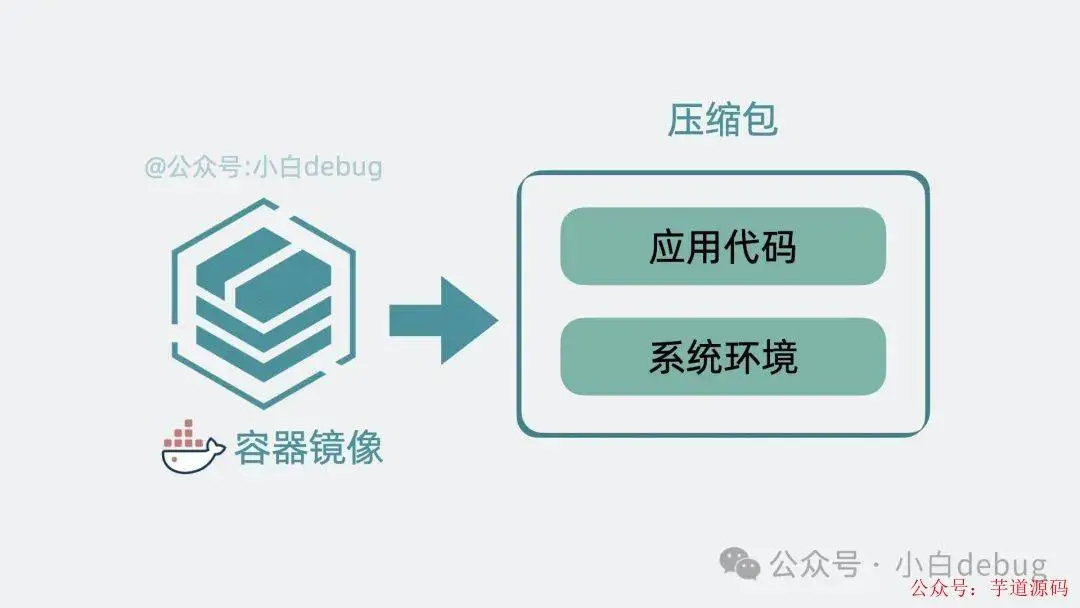 压缩包
@公众号:小白debug
应用代码
系统环境
容器镜像
公众号 · 小白debug
公众号：芋道源码